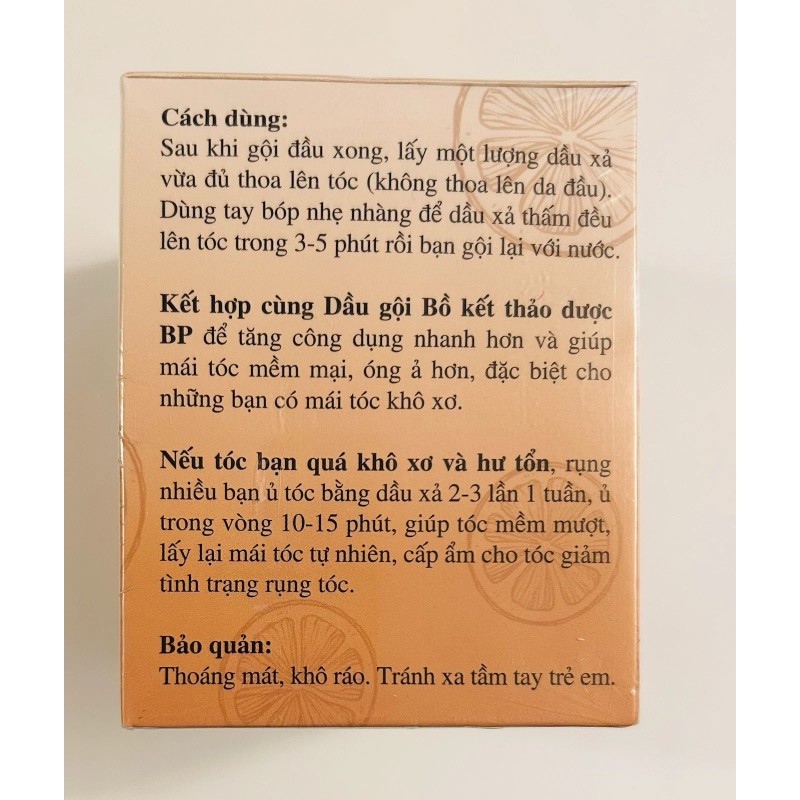 Cách dùng:
Sau khi gội đầu xong, lấy một lượng dầu xả
vừa đủ thoa lên tóc (không thoa lên da đầu).
Dùng tay bóp nhẹ nhàng để dầu xả thấm đều
lên tóc trong 3-5 phút rồi bạn gội lại với nước.
Kết hợp cùng Dầu gội Bồ kết thảo dược
BP để tăng công dụng nhanh hơn và giúp
mái tóc mềm mại, óng ả hơn, đặc biệt cho
những bạn có mái tóc khô xơ.
Nếu tóc bạn quá khô xơ và hư tổn, rụng
nhiều bạn ủ tóc bằng dầu xả 2-3 lần 1 tuần, ủ
trong vòng 10-15 phút, giúp tóc mềm mượt,
lấy lại mái tóc tự nhiên, cấp ẩm cho tóc giảm
tình trạng rụng tóc.
Bảo quản:
Thoáng mát, khô ráo. Tránh xa tầm tay trẻ em.